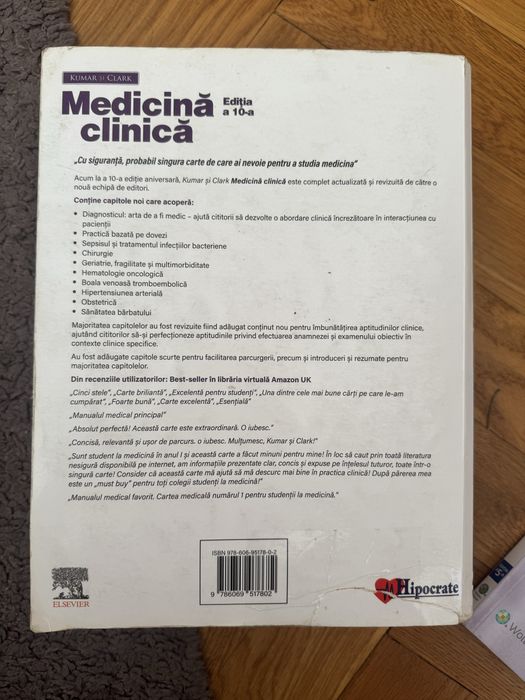 KUMAR ȘI CLARK
Medicină Ediția
clinică a 10-a
„Cu siguranță, probabil singura carte de care ai nevoie pentru a studia medicina”
Acum la a 10-a ediție aniversară, Kumar și Clark Medicină clinică este complet actualizată și revizuită de către o
nouă echipă de editori.
Conține capitole noi care acoperă:
• Diagnosticul: arta de a fi medic – ajută cititorii să dezvolte o abordare clinică încrezătoare în interacțiunea cu
pacienții
• Practică bazată pe dovezi
• Sepsisul și tratamentul infecțiilor bacteriene
• Chirurgie
• Geriatrie, fragilitate și multimorbiditate
• Hematologie oncologică
• Boala venoasă tromboembolică
• Hipertensiunea arterială
• Obstetrică
• Sănătatea bărbatului
Majoritatea capitolelor au fost revizuite fiind adăugat conținut nou pentru îmbunătățirea aptitudinilor clinice,
ajutând cititorilor să-și perfecționeze aptitudinile privind efectuarea anamnezei și examenului obiectiv în
contexte clinice specifice.
Au fost adăugate capitole scurte pentru facilitarea parcurgerii, precum și introduceri și rezumate pentru
majoritatea capitolelor.
Din recenziile utilizatorilor: Best-seller în librăria virtuală Amazon UK
„Cinci stele”, „Carte briliantă”, „Excelentă pentru studenți”, „Una dintre cele mai bune cărți pe care le-am
cumpărat”, „Foarte bună”, „Carte excelentă”, „Esențială”
„Manualul medical principal”
„Absolut perfectă! Această carte este extraordinară. O iubesc.”
„Concisă, relevantă și ușor de parcurs. o iubesc. Mulțumesc, Kumar și Clark!”
„Sunt student la medicină în anul I și această carte a făcut minuni pentru mine! În loc să caut prin toată literatura
nesigură disponibilă pe internet, am informațiile prezentate clar, concis și expuse pe înțelesul tuturor, toate într-o
singură carte! Consider că această carte mă ajută să mă descurc mai bine în practica clinică! După părerea mea
este un „must buy” pentru toți colegii studenți la medicină!”
„Manualul medical favorit. Cartea medicală numărul 1 pentru studenții la medicină.”
ISBN 978-606-95178-0-2
9 786069 517802
ELSEVIER
Hipocrate